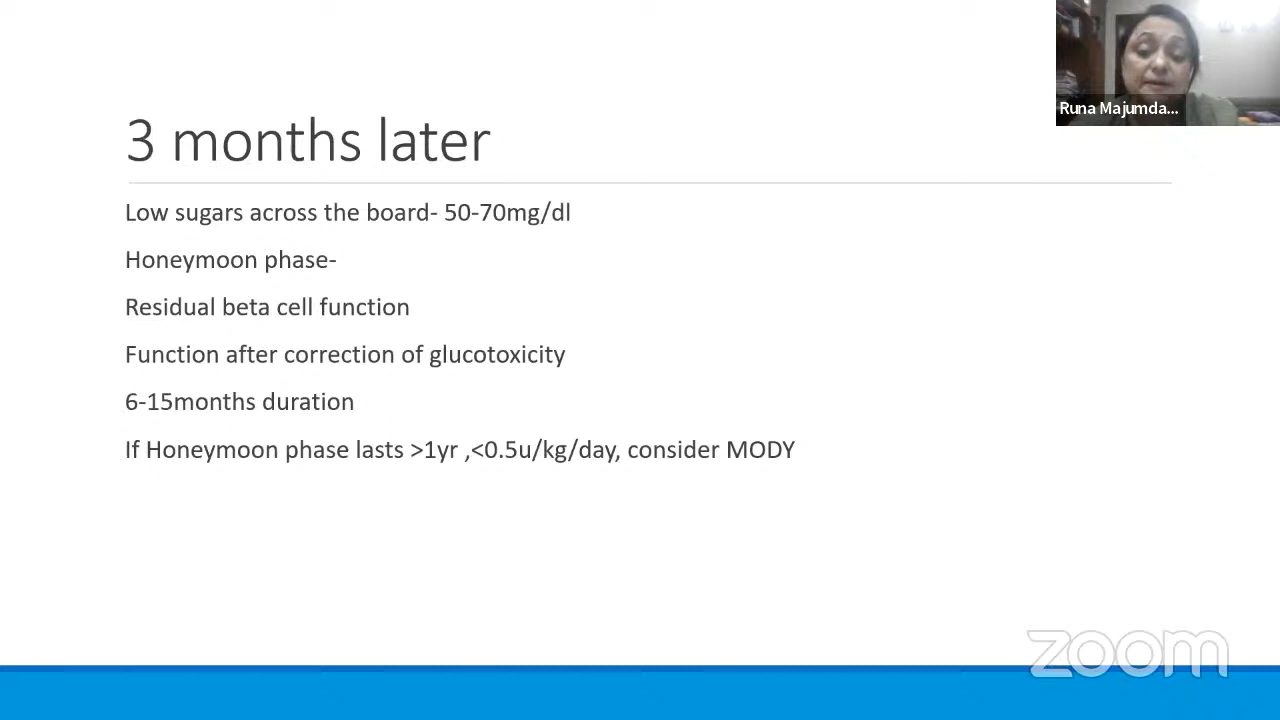 Runa Majumda...
3 months later
Low sugars across the board- 50-70mg/dl
Honeymoon phase-
Residual beta cell function
Function after correction of glucotoxicity
6-15months duration
If Honeymoon phase lasts >1yr ,<0.5u/kg/day, consider MODY
zoom